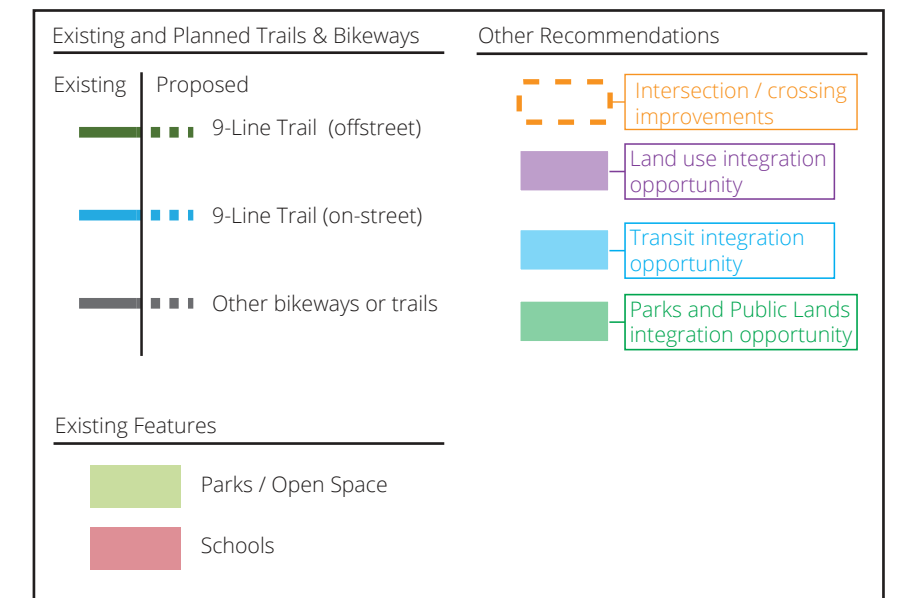 Existing and Planned Trails & Bikeways
Existing
Proposed
9-Line Trail (offstreet)
9-Line Trail (on-street)
Other bikeways or trails
Other Recommendations
Intersection / crossing
improvements
Land use integration
opportunity
Transit integration
opportunity
Parks and Public Lands
integration opportunity
Existing Features
Parks / Open Space
Schools